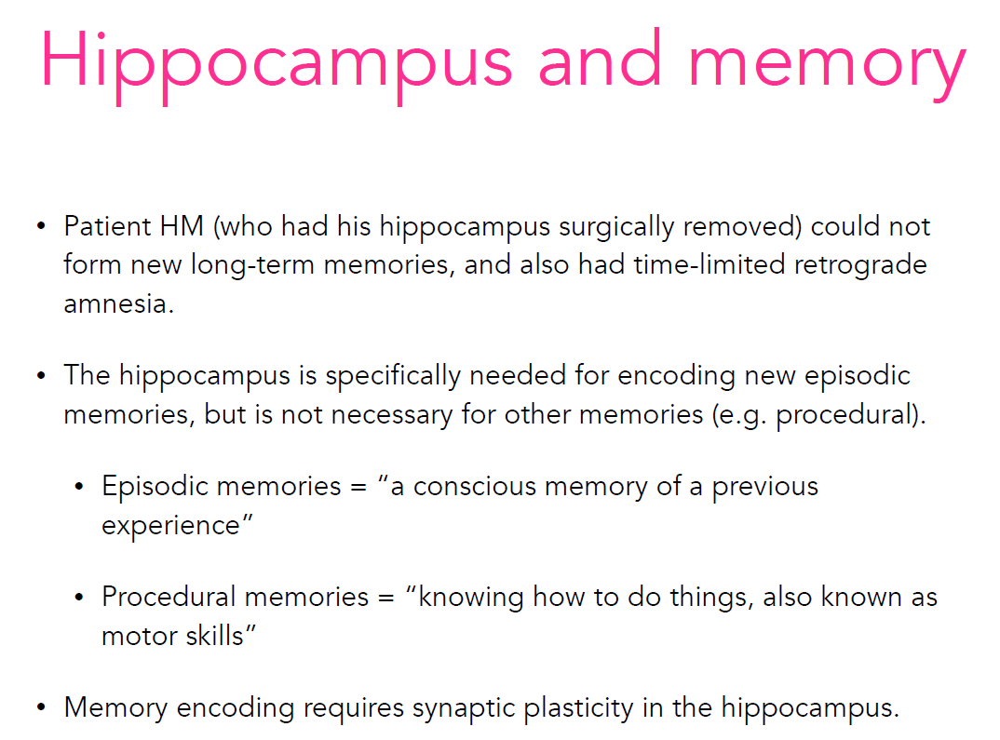 Hippocampus and memory
• Patient HM (who had his hippocampus surgically removed) could not
form new long-term memories, and also had time-limited retrograde
amnesia.
• The hippocampus is specifically needed for encoding new episodic
memories, but is not necessary for other memories (e.g. procedural).
• Episodic memories = “a conscious memory of a previous
experience”
• Procedural memories = “knowing how to do things, also known as
motor skills”
• Memory encoding requires synaptic plasticity in the hippocampus.